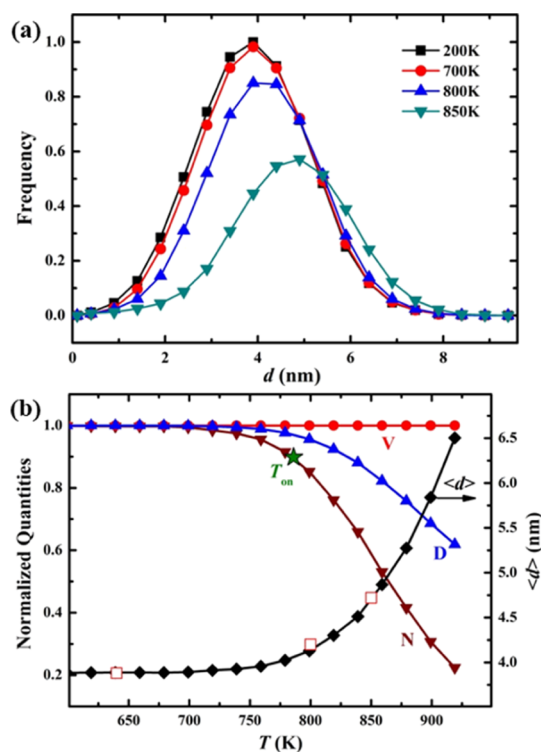 (a)
1.0
0.8
0.6
0.4
0.2
0.0
Frequency
200K
700K
800K
850K
0 2 4 6 8
d (nm)
(b)
1.0
0.8
0.6
0.4
0.2
Normalized Quantities
V
T_on
<d>
D
N
6.5
6.0
5.5
5.0
4.5
4.0
<d> (nm)
650 700 750 800 850 900
T (K)